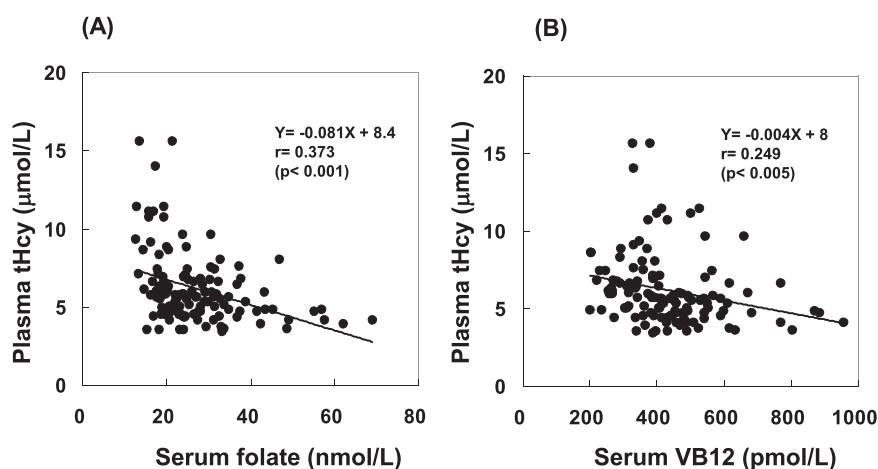 (A)
20
15
10
5
0
0
20
40
60
80
Y= -0.081X + 8.4
r= 0.373
(p< 0.001)
Plasma tHcy (μmol/L)
Serum folate (nmol/L)
(B)
20
15
10
5
0
0
200
400
600
800
1000
Y= -0.004X + 8
r= 0.249
(p< 0.005)
Plasma tHcy (μmol/L)
Serum VB12 (pmol/L)